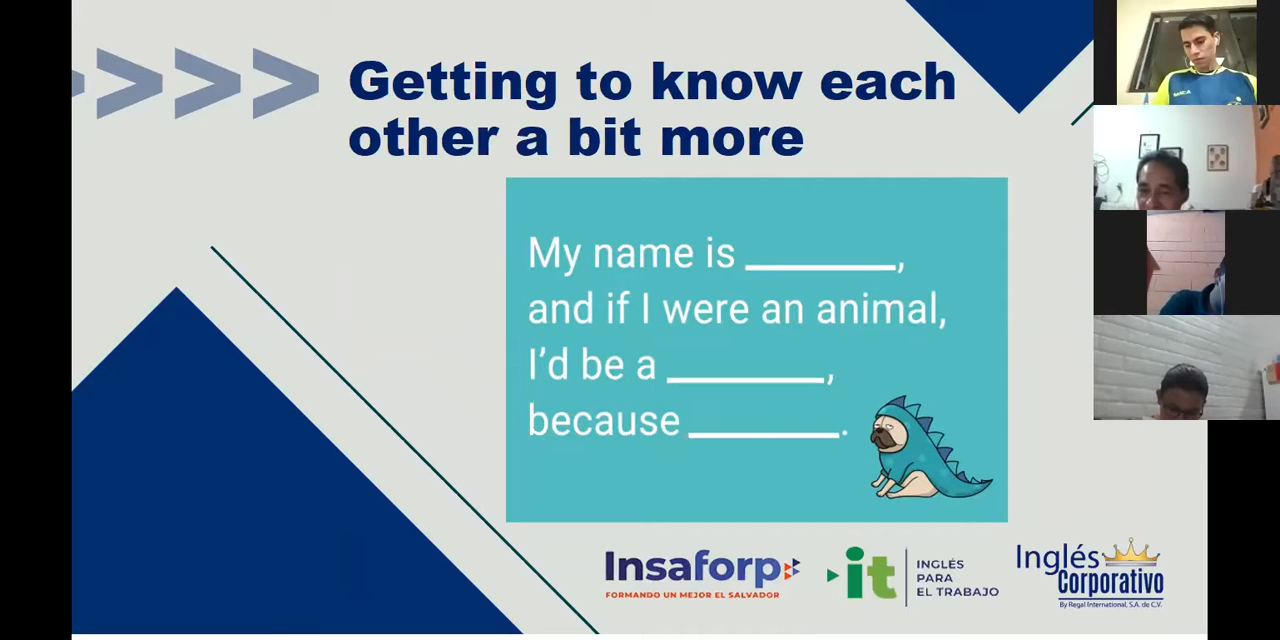 Getting to know each
other a bit more
My name is ________,
and if I were an animal,
I'd be a ________,
because ________.
Insaforp
FORMANDO UN MEJOR EL SALVADOR
it
INGLÉS
PARA
EL TRABAJO
Inglés
Corporativo
By Regal International, S.A. de C.V.